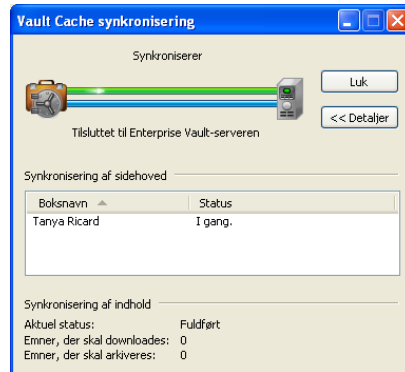 Vault Cache synkronisering
Synkroniserer
Luk
<< Detaljer
Tilsluttet til Enterprise Vault-serveren
Synkronisering af sidehoved
Boksnavn Status
Tanya Ricard I gang.
Synkronisering af indhold
Aktuel status: Fuldført
Emner, der skal downloades: 0
Emner, der skal arkiveres: 0